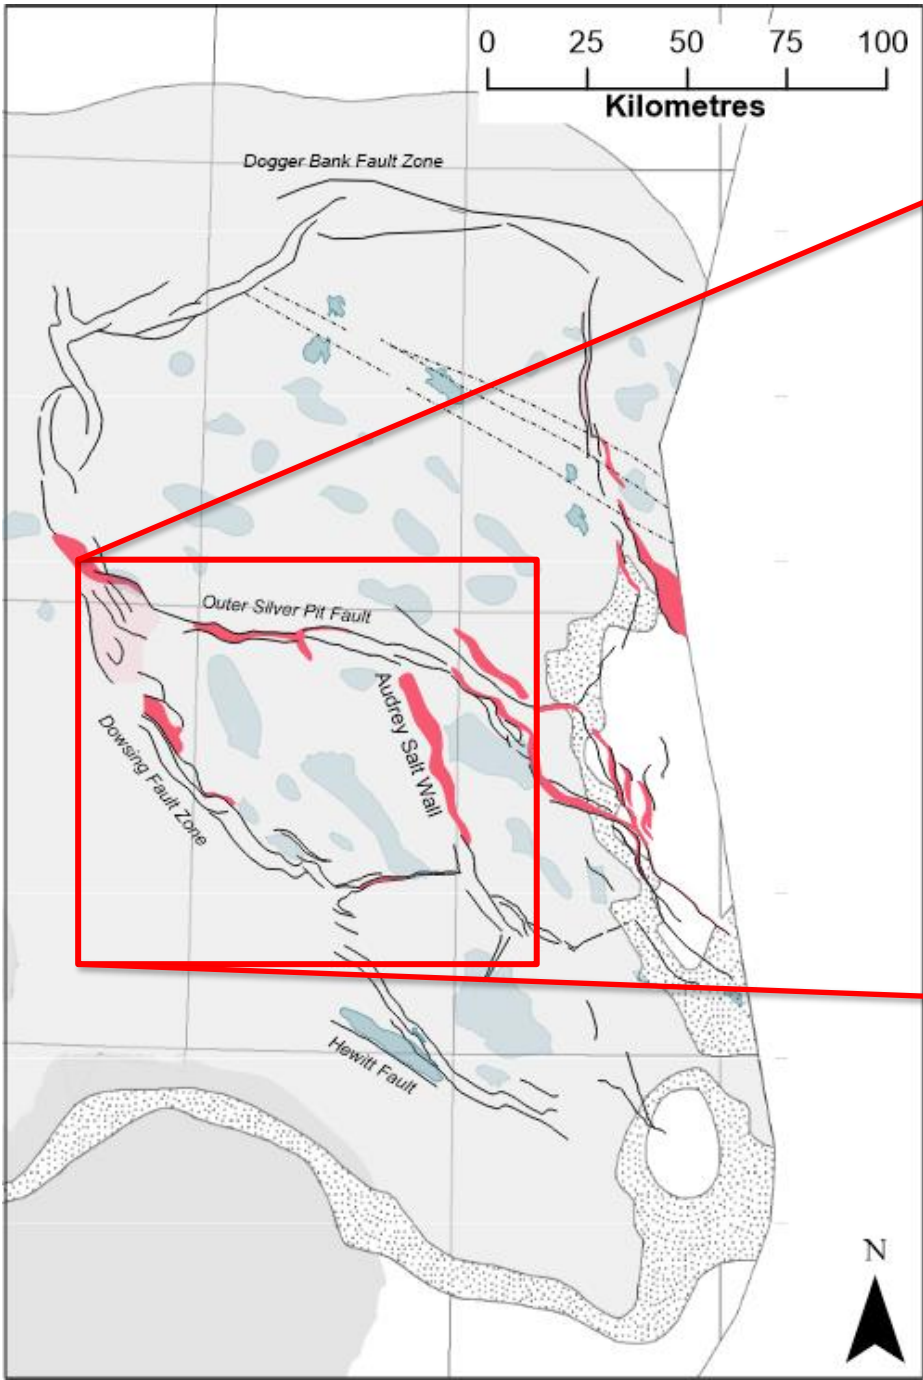 0 25 50 75 100
Kilometres
Dogger Bank Fault Zone
Outer Silver Pit Fault
Audrey Salt Wall
Dowsing Fault Zone
Hewitt Fault
N